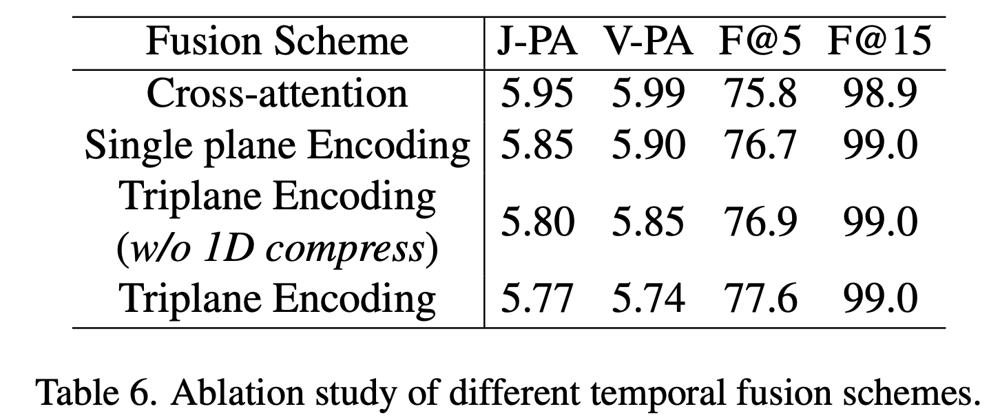 Fusion Scheme J-PA V-PA F@5 F@15
Cross-attention 5.95 5.99 75.8 98.9
Single plane Encoding 5.85 5.90 76.7 99.0
Triplane Encoding
(w/o 1D compress) 5.80 5.85 76.9 99.0
Triplane Encoding 5.77 5.74 77.6 99.0
Table 6. Ablation study of different temporal fusion schemes.